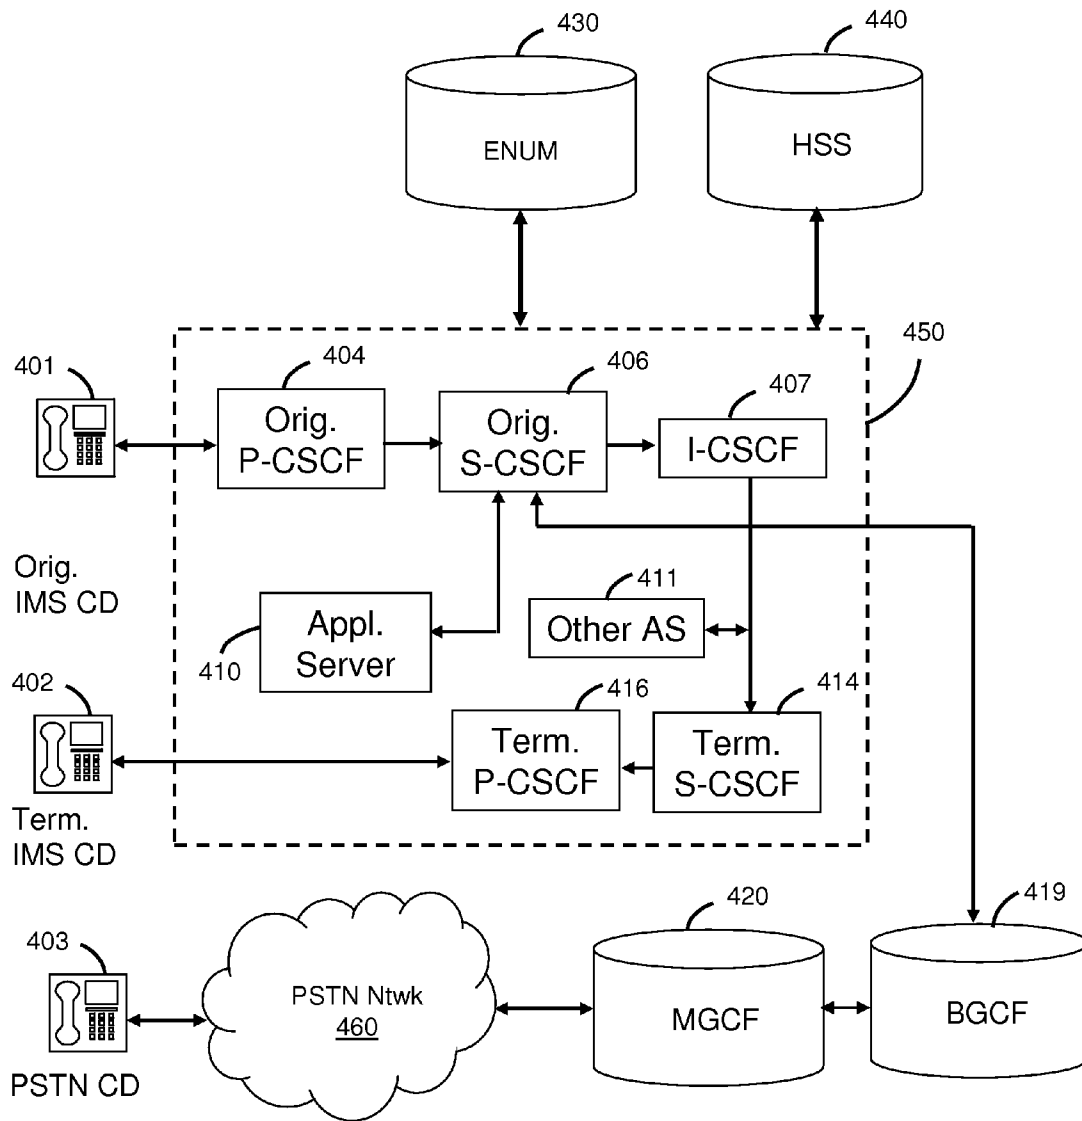 430
440
ENUM
HSS
450
401
404
406
407
Orig.
P-CSCF
Orig.
S-CSCF
I-CSCF
Orig.
IMS CD
411
Other AS
Appl.
Server
410
402
416
414
Term.
P-CSCF
Term.
S-CSCF
Term.
IMS CD
420
419
403
PSTN Ntwk
460
MGCF
BGCF
PSTN CD